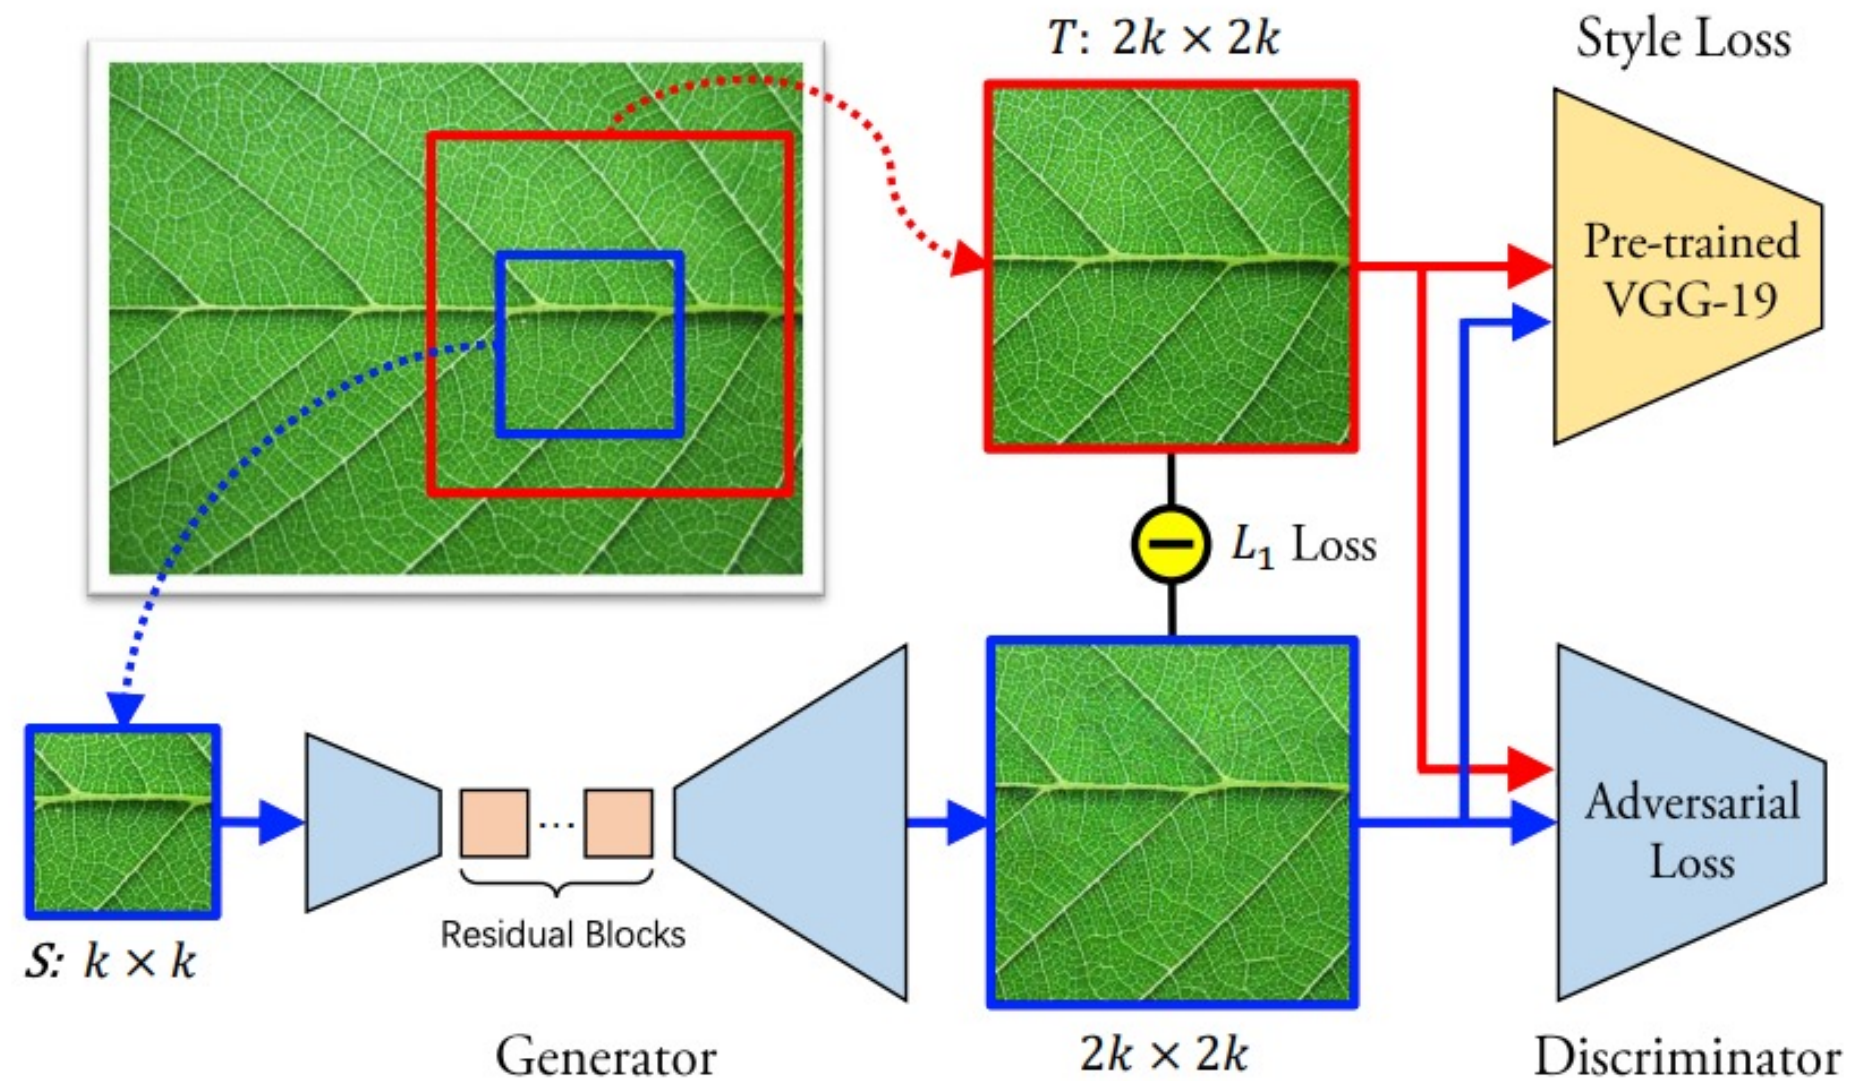 T: 2k × 2k
Style Loss
Pre-trained
VGG-19
L₁ Loss
Adversarial
Loss
Residual Blocks
S: k × k
Generator
2k × 2k
Discriminator